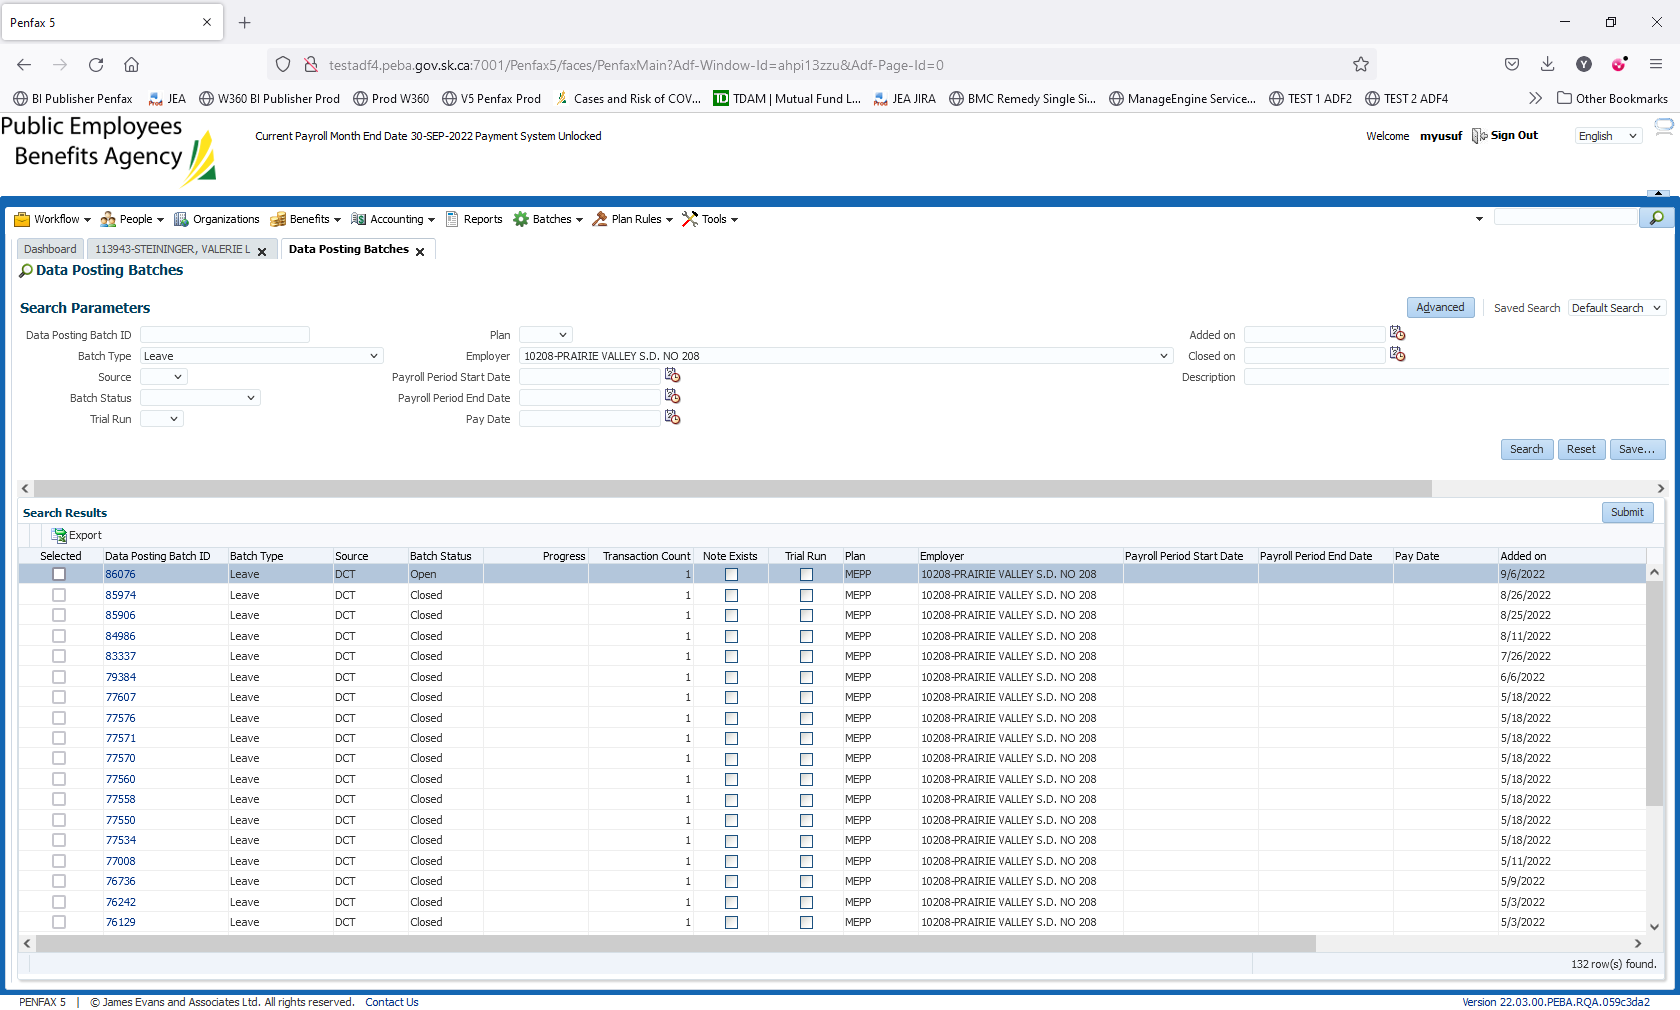 Penfax 5
testadf4.peba.gov.sk.ca:7001/Penfax5/faces/PenfaxMain?Adf-Window-Id=ahpi13zzu&Adf-Page-Id=0
BI Publisher Penfax JEA W360 BI Publisher Prod Prod W360 V5 Penfax Prod Cases and Risk of COV... TD TDAM | Mutual Fund L... JEA JIRA BMC Remedy Single Si... ManageEngine Service... TEST 1 ADF2 TEST 2 ADF4 Other Bookmarks
Public Employees
Benefits Agency
Current Payroll Month End Date 30-SEP-2022 Payment System Unlocked
Welcome myusuf Sign Out English
Workflow People Organizations Benefits Accounting Reports Batches Plan Rules Tools
Dashboard 113943-STEININGER, VALERIE L Data Posting Batches
Data Posting Batches
Search Parameters Advanced Saved Search Default Search
Data Posting Batch ID Plan Added on
Batch Type Leave Employer 10208-PRAIRIE VALLEY S.D. NO 208 Closed on
Source Payroll Period Start Date Description
Batch Status Payroll Period End Date
Trial Run Pay Date
Search Reset Save...
Search Results Submit
Export
Selected Data Posting Batch ID Batch Type Source Batch Status Progress Transaction Count Note Exists Trial Run Plan Employer Payroll Period Start Date Payroll Period End Date Pay Date Added on
86076 Leave DCT Open 1 MEPP 10208-PRAIRIE VALLEY S.D. NO 208 9/6/2022
85974 Leave DCT Closed 1 MEPP 10208-PRAIRIE VALLEY S.D. NO 208 8/26/2022
85906 Leave DCT Closed 1 MEPP 10208-PRAIRIE VALLEY S.D. NO 208 8/25/2022
84986 Leave DCT Closed 1 MEPP 10208-PRAIRIE VALLEY S.D. NO 208 8/11/2022
83337 Leave DCT Closed 1 MEPP 10208-PRAIRIE VALLEY S.D. NO 208 7/26/2022
79384 Leave DCT Closed 1 MEPP 10208-PRAIRIE VALLEY S.D. NO 208 6/6/2022
77607 Leave DCT Closed 1 MEPP 10208-PRAIRIE VALLEY S.D. NO 208 5/18/2022
77576 Leave DCT Closed 1 MEPP 10208-PRAIRIE VALLEY S.D. NO 208 5/18/2022
77571 Leave DCT Closed 1 MEPP 10208-PRAIRIE VALLEY S.D. NO 208 5/18/2022
77570 Leave DCT Closed 1 MEPP 10208-PRAIRIE VALLEY S.D. NO 208 5/18/2022
77560 Leave DCT Closed 1 MEPP 10208-PRAIRIE VALLEY S.D. NO 208 5/18/2022
77558 Leave DCT Closed 1 MEPP 10208-PRAIRIE VALLEY S.D. NO 208 5/18/2022
77550 Leave DCT Closed 1 MEPP 10208-PRAIRIE VALLEY S.D. NO 208 5/18/2022
77534 Leave DCT Closed 1 MEPP 10208-PRAIRIE VALLEY S.D. NO 208 5/18/2022
77008 Leave DCT Closed 1 MEPP 10208-PRAIRIE VALLEY S.D. NO 208 5/11/2022
76736 Leave DCT Closed 1 MEPP 10208-PRAIRIE VALLEY S.D. NO 208 5/9/2022
76242 Leave DCT Closed 1 MEPP 10208-PRAIRIE VALLEY S.D. NO 208 5/3/2022
76129 Leave DCT Closed 1 MEPP 10208-PRAIRIE VALLEY S.D. NO 208 5/3/2022
132 row(s) found.
PENFAX 5 | © James Evans and Associates Ltd. All rights reserved. Contact Us Version 22.03.00.PEBA.RQA.059c3da2